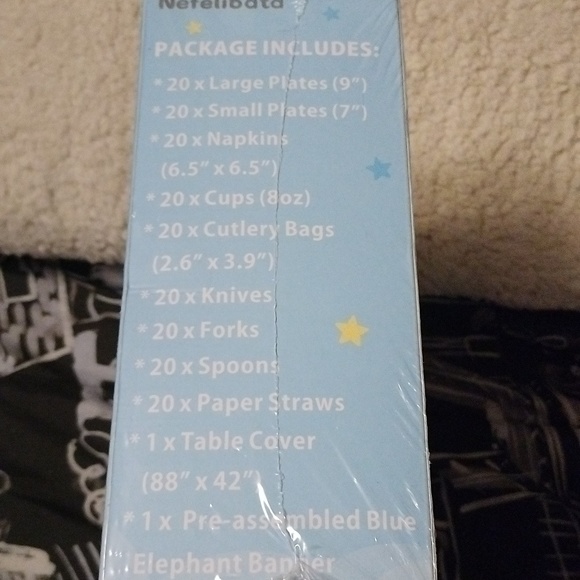 Nefelibata
PACKAGE INCLUDES:
* 20 x Large Plates (9")
* 20 x Small Plates (7")
* 20 x Napkins
(6.5" x 6.5")
* 20 x Cups (8oz)
* 20 x Cutlery Bags
(2.6" x 3.9")
* 20 x Knives
* 20 x Forks
* 20 x Spoons
* 20 x Paper Straws
* 1 x Table Cover
(88" x 42")
* 1 x Pre-assembled Blue
Elephant Banner